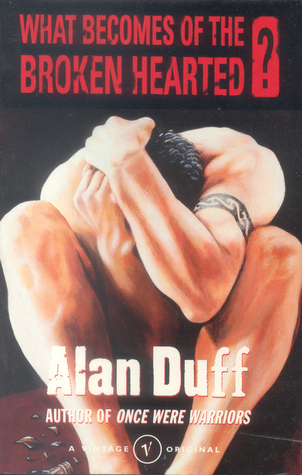 WHAT BECOMES OF THE
BROKEN HEARTED?
Alan Duff
AUTHOR OF ONCE WERE WARRIORS
A VINTAGE V ORIGINAL